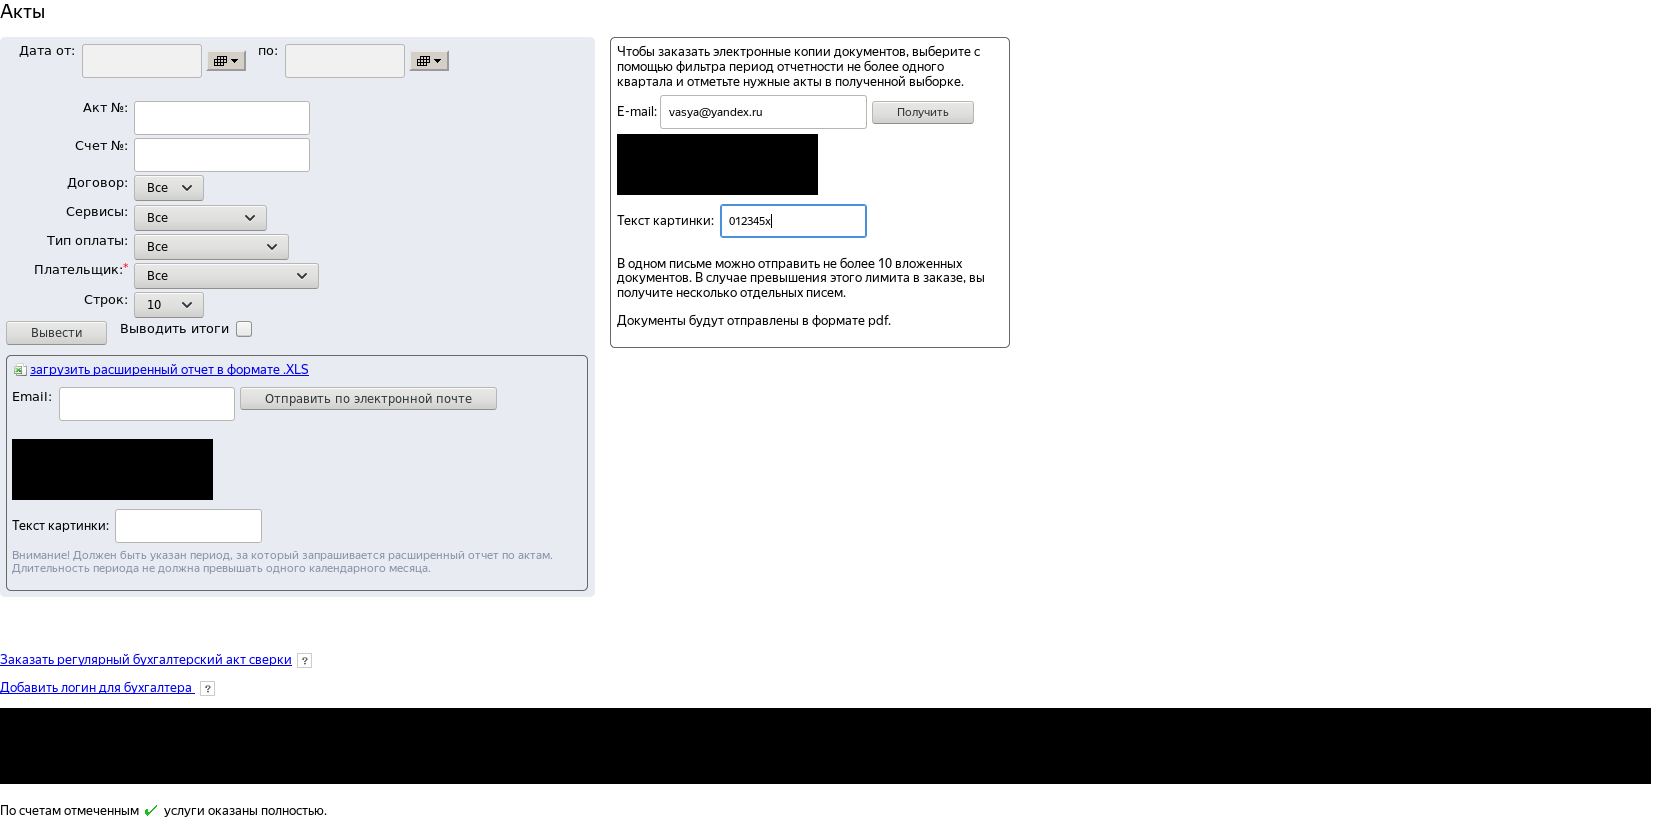 Акты
Дата от:
по:
Акт №:
Счет №:
Договор: Все
Сервисы: Все
Тип оплаты: Все
Плательщик:* Все
Строк: 10
Вывести Выводить итоги
загрузить расширенный отчет в формате .XLS
Email: Отправить по электронной почте
Текст картинки:
Внимание! Должен быть указан период, за который запрашивается расширенный отчет по актам.
Длительность периода не должна превышать одного календарного месяца.
Чтобы заказать электронные копии документов, выберите с
помощью фильтра период отчетности не более одного
квартала и отметьте нужные акты в полученной выборке.
E-mail: vasya@yandex.ru Получить
Текст картинки: 012345x
В одном письме можно отправить не более 10 вложенных
документов. В случае превышения этого лимита в заказе, вы
получите несколько отдельных писем.
Документы будут отправлены в формате pdf.
Заказать регулярный бухгалтерский акт сверки ?
Добавить логин для бухгалтера ?
По счетам отмеченным ✓ услуги оказаны полностью.